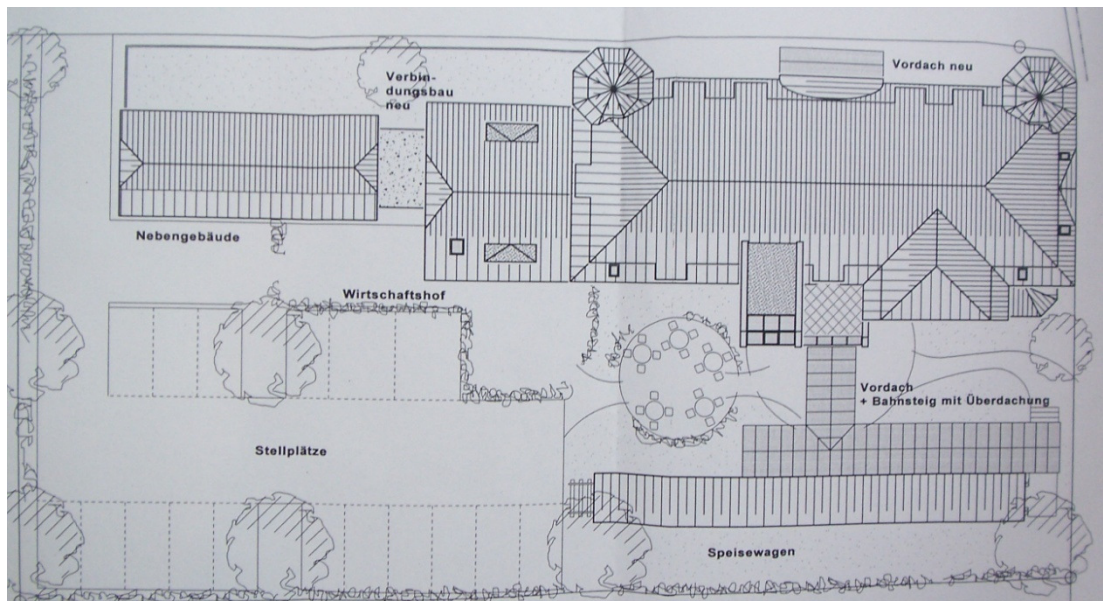 Verbin-
dungsbau
neu
Vordach neu
Nebengebäude
Wirtschaftshof
Vordach
+ Bahnsteig mit Überdachung
Stellplätze
Speisewagen